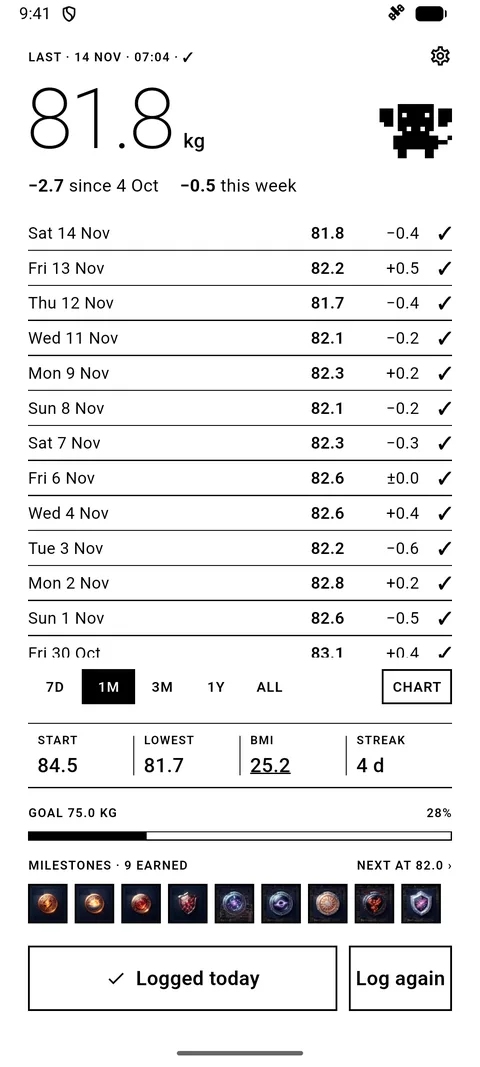 9:41
LAST · 14 NOV · 07:04 · ✓
81.8 kg
−2.7 since 4 Oct −0.5 this week
Sat 14 Nov 81.8 −0.4 ✓
Fri 13 Nov 82.2 +0.5 ✓
Thu 12 Nov 81.7 −0.4 ✓
Wed 11 Nov 82.1 −0.2 ✓
Mon 9 Nov 82.3 +0.2 ✓
Sun 8 Nov 82.1 −0.2 ✓
Sat 7 Nov 82.3 −0.3 ✓
Fri 6 Nov 82.6 ±0.0 ✓
Wed 4 Nov 82.6 +0.4 ✓
Tue 3 Nov 82.2 −0.6 ✓
Mon 2 Nov 82.8 +0.2 ✓
Sun 1 Nov 82.6 −0.5 ✓
Fri 30 Oct 83.1 +0.4 ✓
7D 1M 3M 1Y ALL CHART
START LOWEST BMI STREAK
84.5 81.7 25.2 4 d
GOAL 75.0 KG 28%
MILESTONES · 9 EARNED NEXT AT 82.0 ›
✓ Logged today Log again